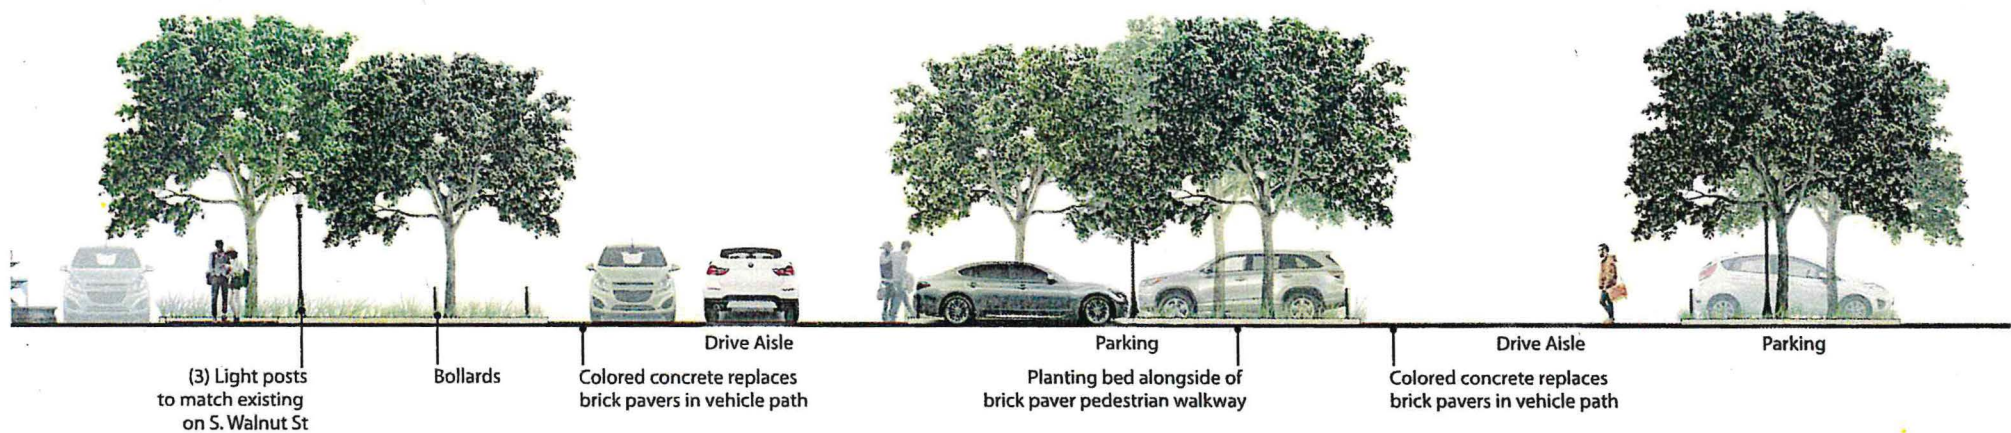 Drive Aisle
Parking
Drive Aisle
Parking
(3) Light posts
to match existing
on S. Walnut St
Bollards
Colored concrete replaces
brick pavers in vehicle path
Planting bed alongside of
brick paver pedestrian walkway
Colored concrete replaces
brick pavers in vehicle path